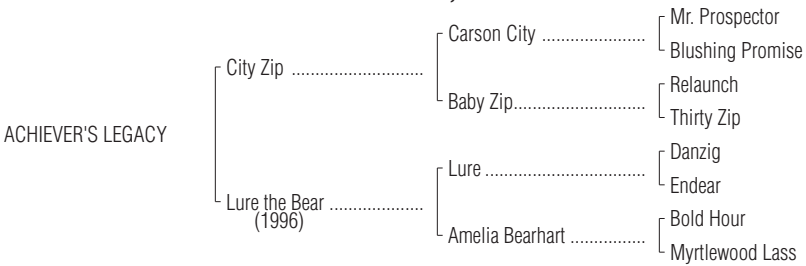 Mr. Prospector
Carson City ......................
Blushing Promise
City Zip ............................
Relaunch
Baby Zip............................
Thirty Zip
ACHIEVER'S LEGACY
Danzig
Lure ..................................
Endear
Lure the Bear ....................
(1996)
Bold Hour
Amelia Bearhart ................
Myrtlewood Lass